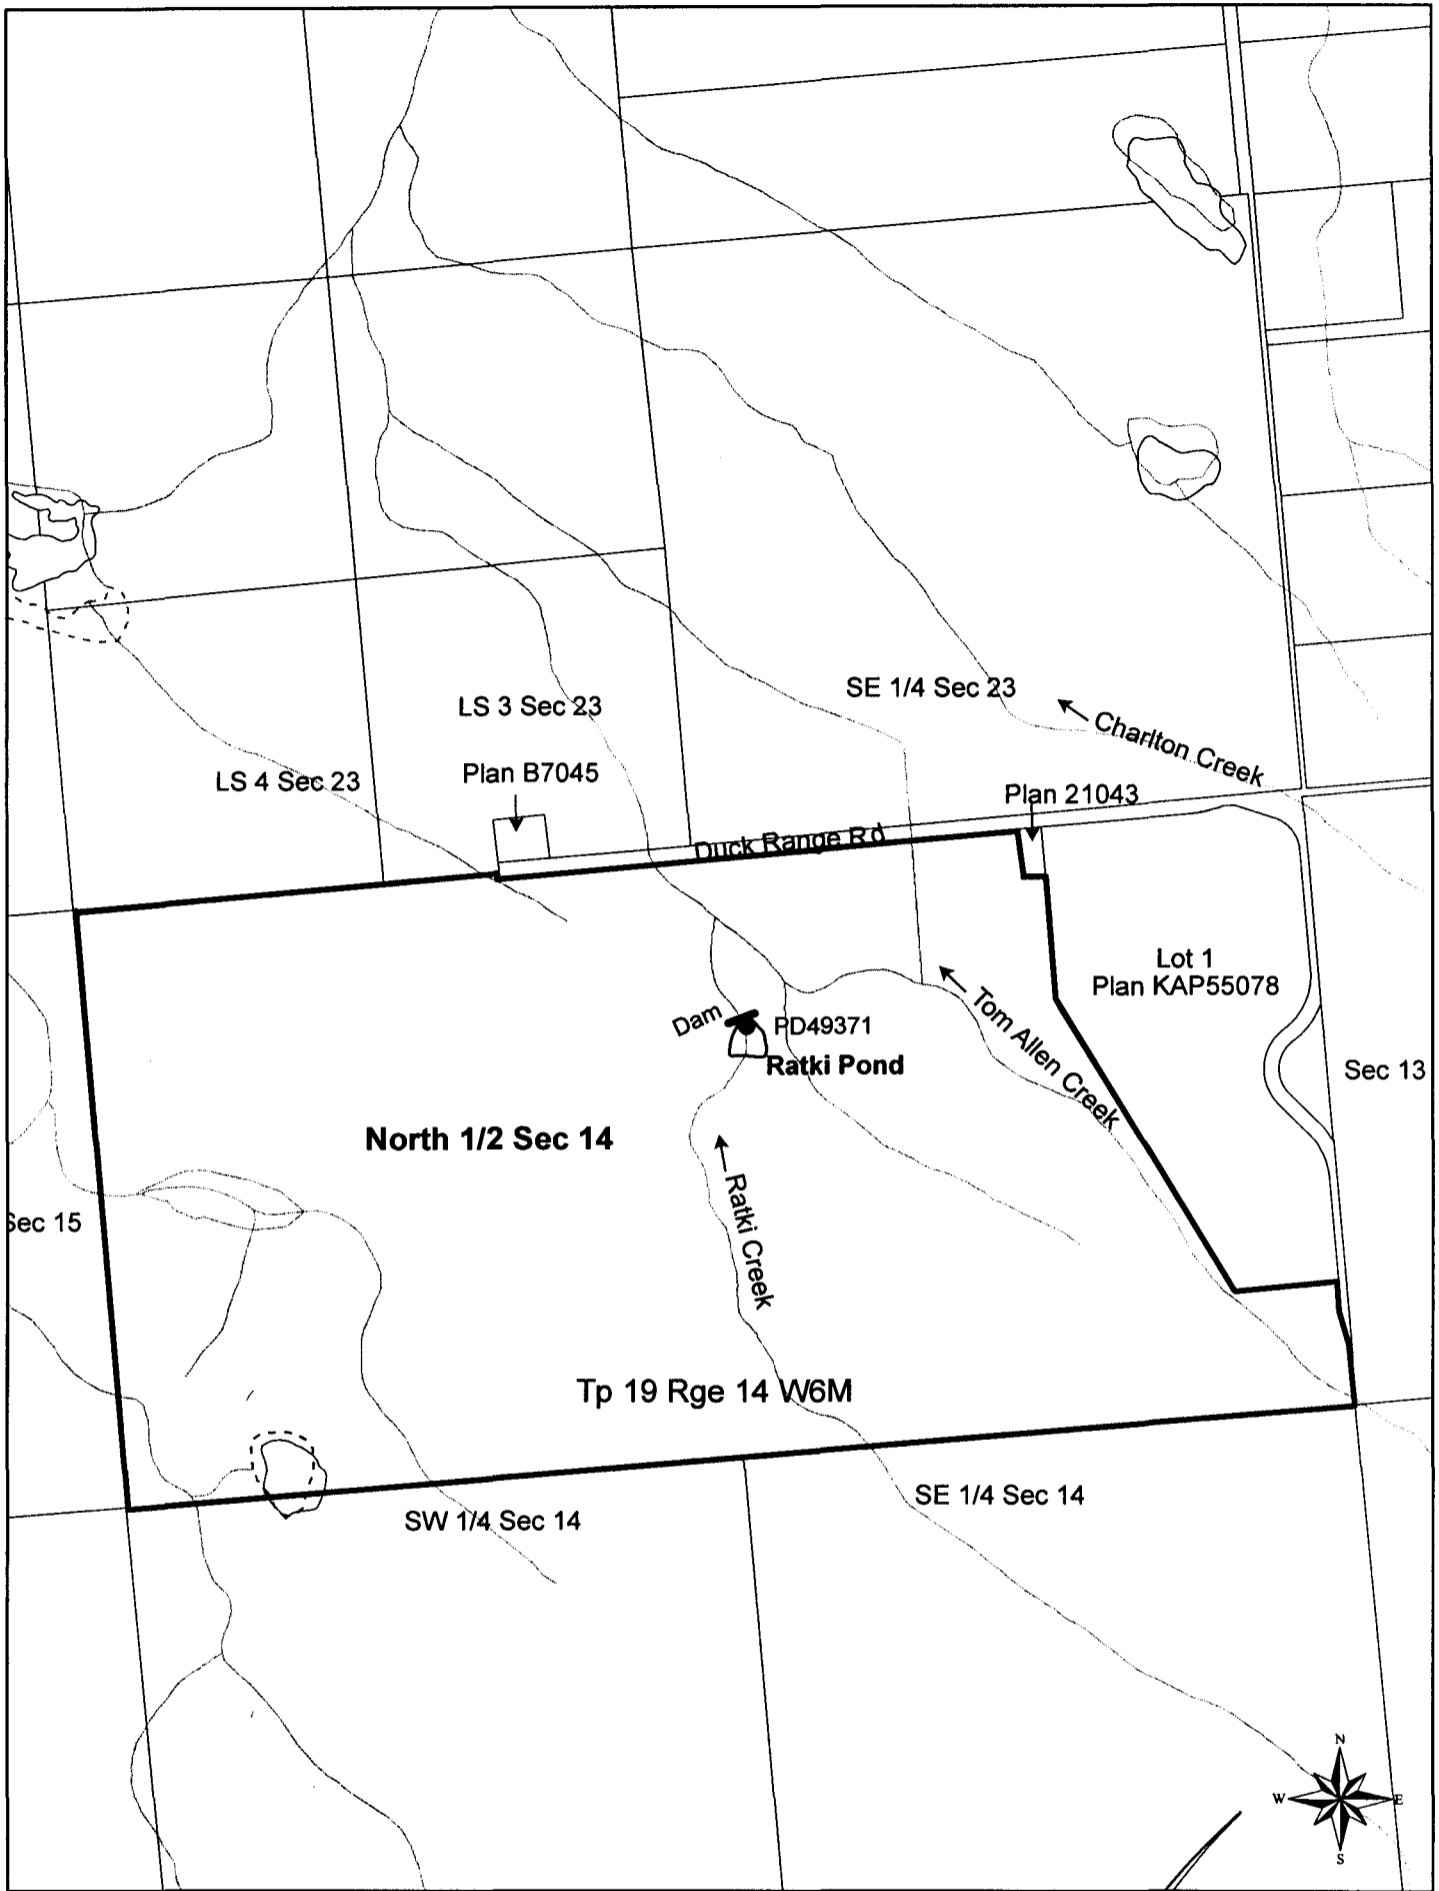 SE 1/4 Sec 23
LS 3 Sec 23
Charlton Creek
Plan B7045
LS 4 Sec 23
Plan 21043
Duck Range Rd
Lot 1
Plan KAP55078
Tom Allen Creek
Dam
PD49371
Ratki Pond
Sec 13
North 1/2 Sec 14
Ratki Creek
Sec 15
Tp 19 Rge 14 W6M
SE 1/4 Sec 14
SW 1/4 Sec 14
N
W
E
S